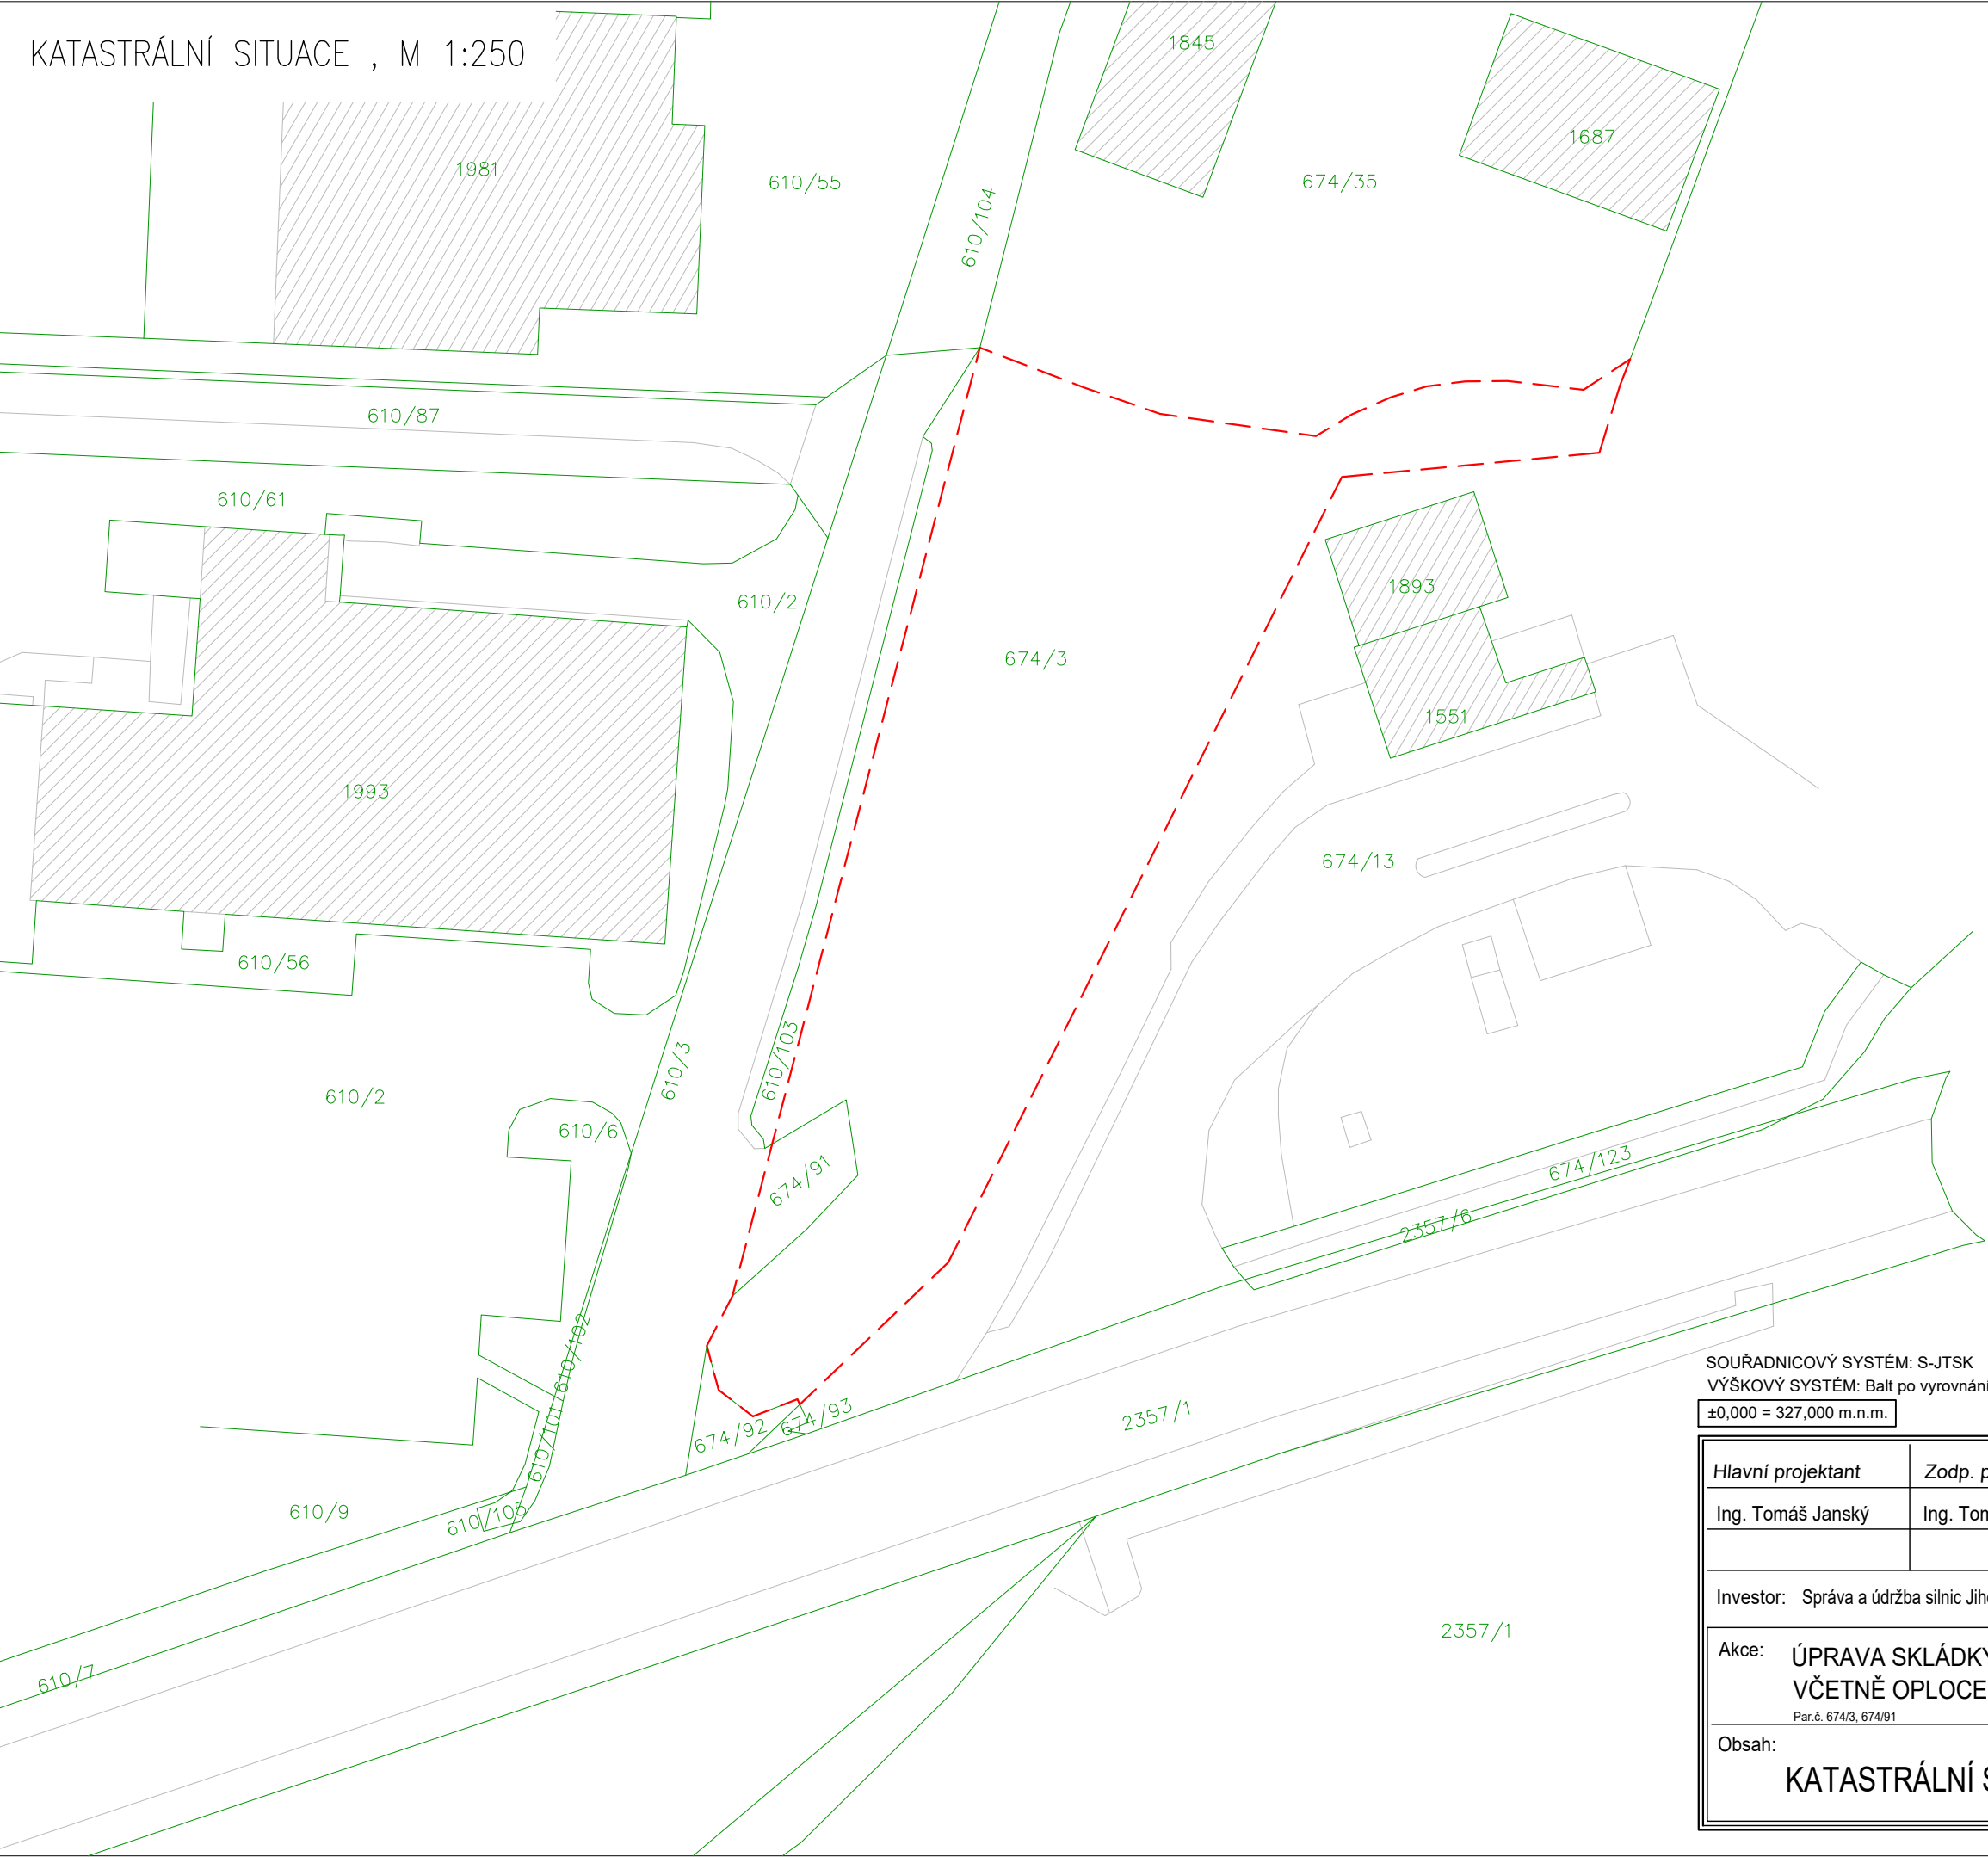 KATASTRÁLNÍ SITUACE , M 1:250
1845
1687
1981
610/55
674/35
610/104
610/87
610/61
1893
610/2
674/3
1551
1993
674/13
610/56
610/3
610/103
610/2
610/6
674/91
674/123
2357/6
610/102
SOUŘADNICOVÝ SYSTÉM: S-JTSK
VÝŠKOVÝ SYSTÉM: Balt po vyrovnání
±0,000 = 327,000 m.n.m.
674/93
2357/1
674/92
610/101
Hlavní projektant
Zodp. p
610/9
610/105
Ing. Tomáš Janský
Ing. Tom
Investor: Správa a údržba silnic Jiho
2357/1
Akce: ÚPRAVA SKLÁDKY
610/7
VČETNĚ OPLOCE
Par.č. 674/3, 674/91
Obsah:
KATASTRÁLNÍ S